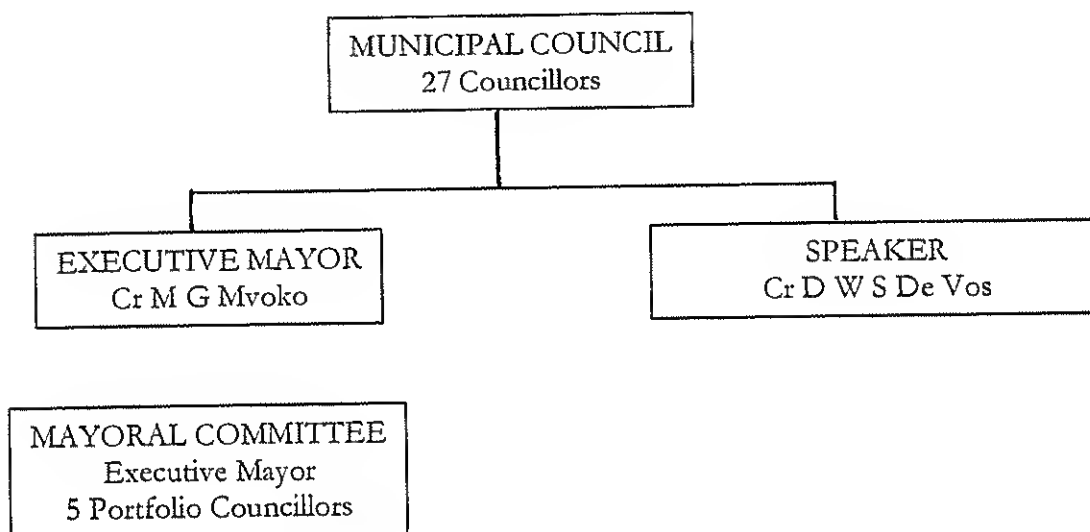 MUNICIPAL COUNCIL
27 Councillors
EXECUTIVE MAYOR
Cr M G Mvoko
SPEAKER
Cr D W S De Vos
MAYORAL COMMITTEE
Executive Mayor
5 Portfolio Councillors